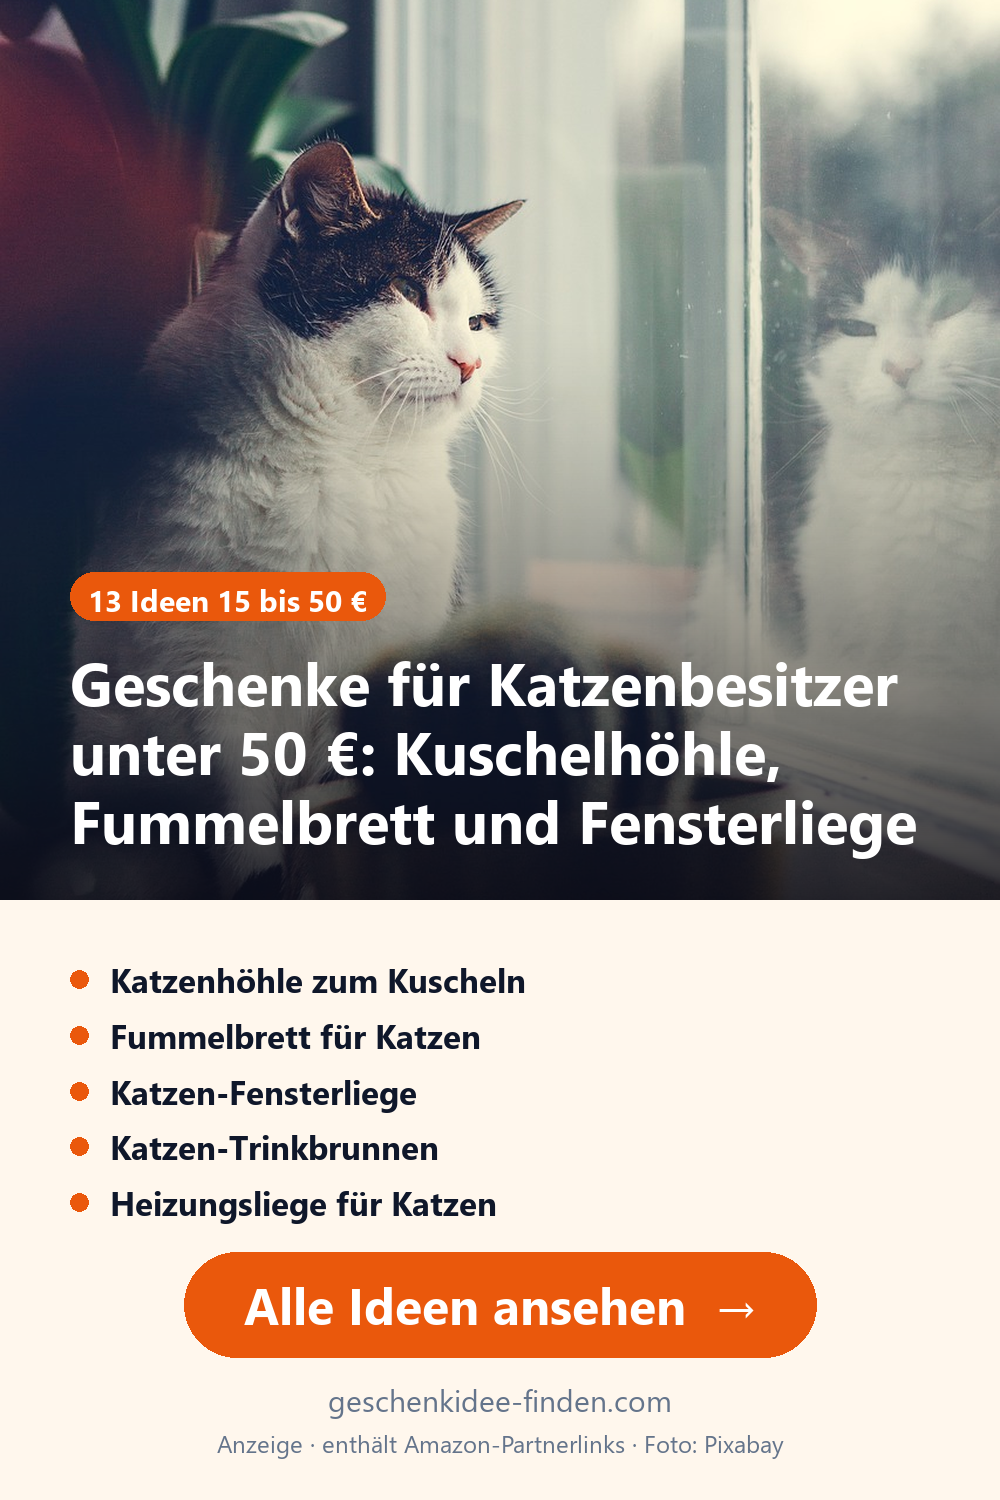 13 Ideen 15 bis 50 €
Geschenke für Katzenbesitzer
unter 50 €: Kuschelhöhle,
Fummelbrett und Fensterliege
Katzenhöhle zum Kuscheln
Fummelbrett für Katzen
Katzen-Fensterliege
Katzen-Trinkbrunnen
Heizungsliege für Katzen
Alle Ideen ansehen →
geschenkidee-finden.com
Anzeige · enthält Amazon-Partnerlinks · Foto: Pixabay